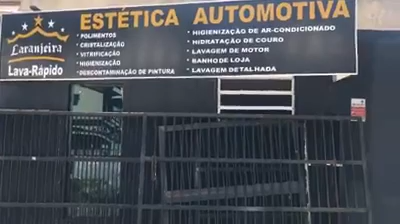 ESTÉTICA AUTOMOTIVA
Laranjeira
Lava-Rápido
* POLIMENTOS
* CRISTALIZAÇÃO
* VITRIFICAÇÃO
* HIGIENIZAÇÃO
* DESCONTAMINAÇÃO DE PINTURA
* HIGIENIZAÇÃO DE AR-CONDICIONADO
* HIDRATAÇÃO DE COURO
* LAVAGEM DE MOTOR
* BANHO DE LOJA
* LAVAGEM DETALHADA